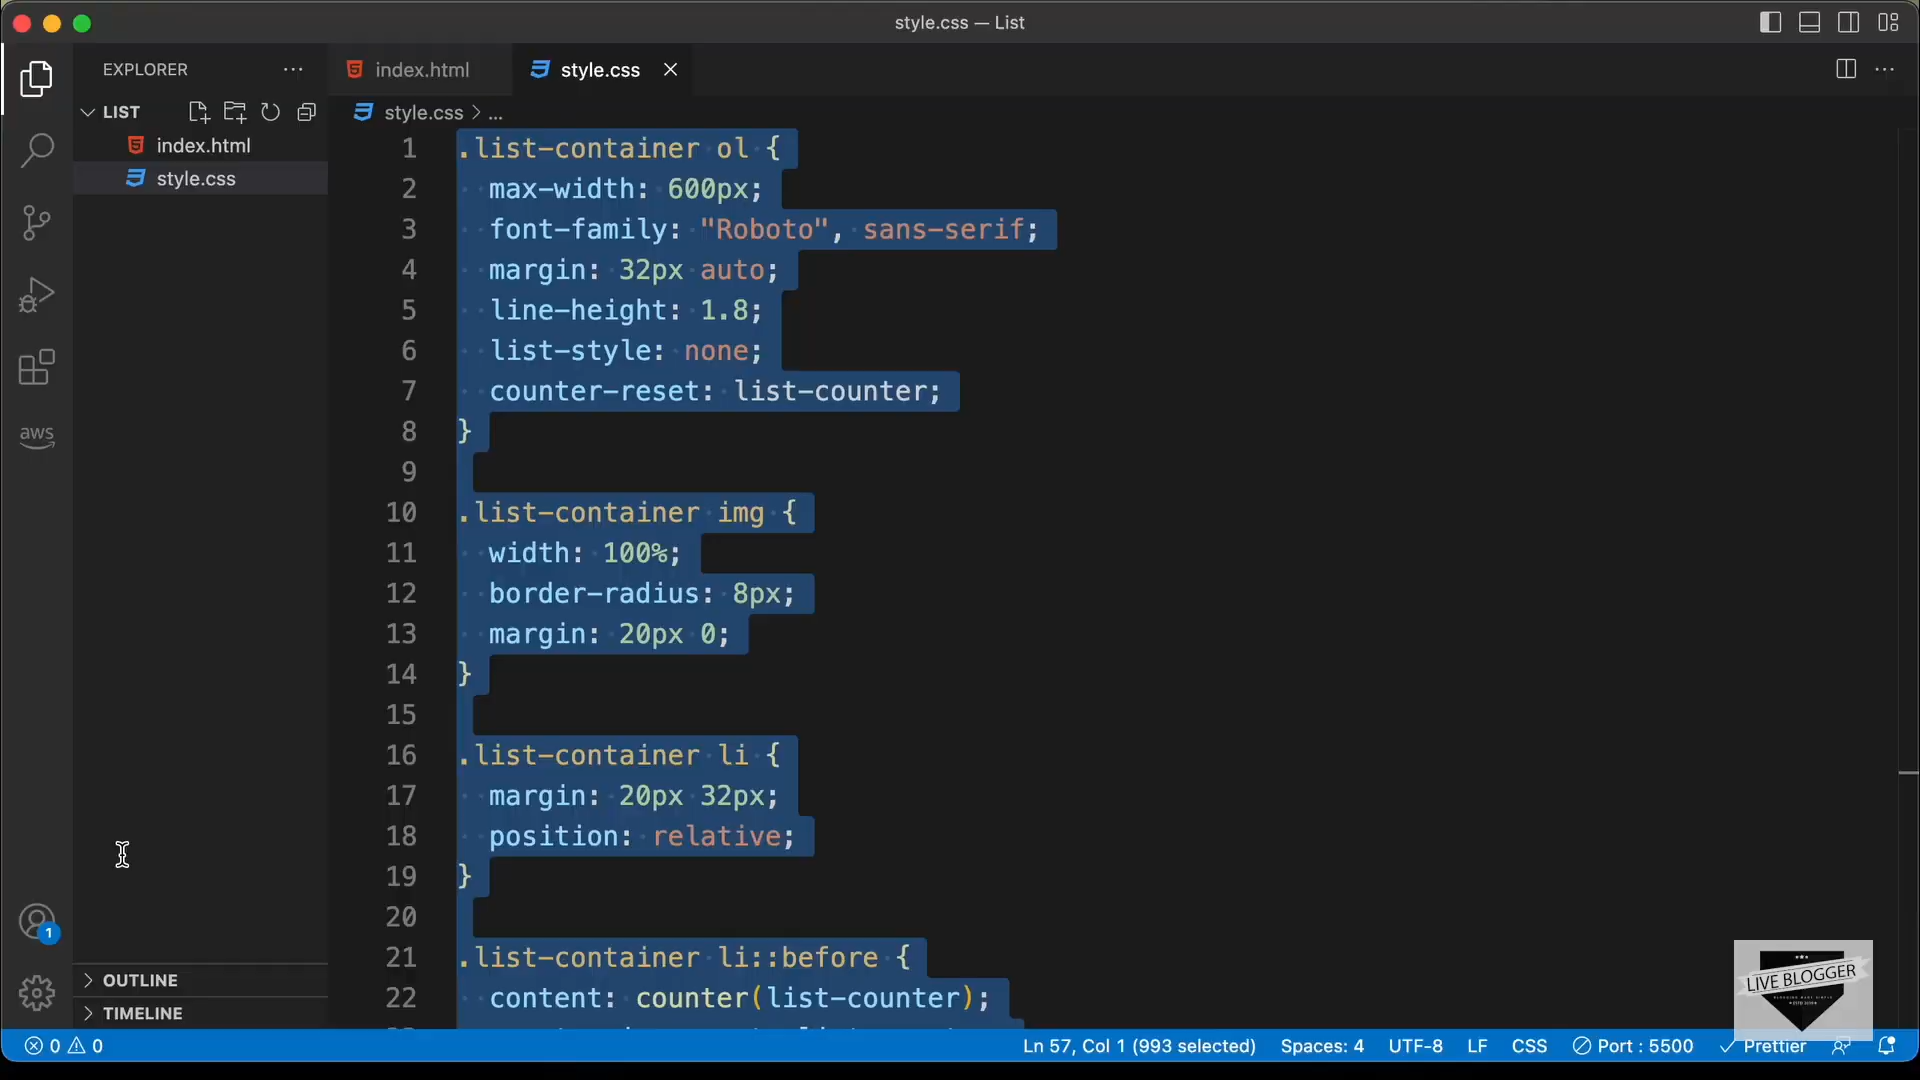 style.css — List
EXPLORER
index.html
style.css
LIST
style.css > ...
index.html
style.css
1 .list-container ol {
2 max-width: 600px;
3 font-family: "Roboto", sans-serif;
4 margin: 32px auto;
5 line-height: 1.8;
6 list-style: none;
7 counter-reset: list-counter;
8 }
9
10 .list-container img {
11 width: 100%;
12 border-radius: 8px;
13 margin: 20px 0;
14 }
15
16 .list-container li {
17 margin: 20px 32px;
18 position: relative;
19 }
20
21 .list-container li::before {
22 content: counter(list-counter);
aws
1
OUTLINE
TIMELINE
LIVE BLOGGER
0 0
Ln 57, Col 1 (993 selected)
Spaces: 4
UTF-8
LF
CSS
Port : 5500
Prettier